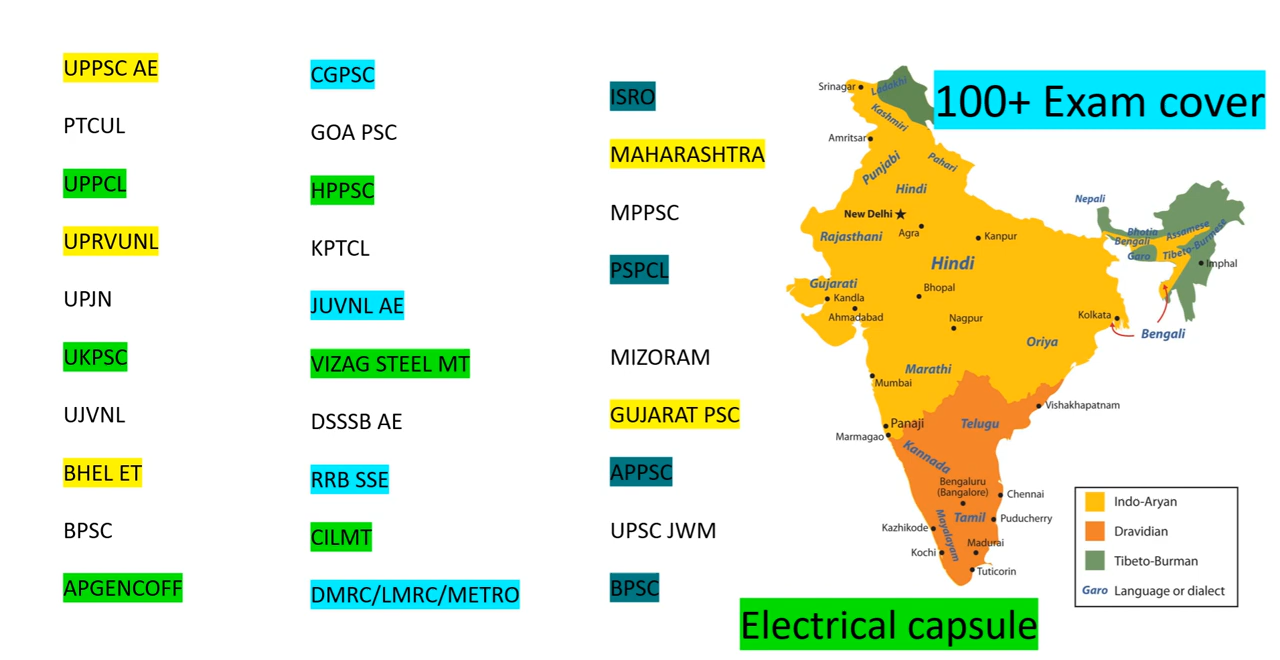 UPPSC AE
PTCUL
UPPCL
UPRVUNL
UPJN
UKPSC
UJVNL
BHEL ET
BPSC
APGENCOFF
CGPSC
GOA PSC
HPPSC
KPTCL
JUVNL AE
VIZAG STEEL MT
DSSSB AE
RRB SSE
CILMT
DMRC/LMRC/METRO
ISRO
MAHARASHTRA
MPPSC
PSPCL
MIZORAM
GUJARAT PSC
APPSC
UPSC JWM
BPSC
100+ Exam cover
Srinagar
Ladakhi
Kashmiri
Amritsar
Punjabi
Pahari
Hindi
New Delhi
Agra
Rajasthani
Kanpur
Nepali
Bhotia
Bengali
Assamese
Garo
Tibeto-Burmese
Imphal
Hindi
Gujarati
Kandla
Ahmadabad
Bhopal
Nagpur
Kolkata
Bengali
Oriya
Marathi
Mumbai
Vishakhapatnam
Panaji
Marmagao
Telugu
Kannada
Bengaluru
(Bangalore)
Chennai
Kazhikode
Tamil
Puducherry
Mayalayam
Kochi
Madurai
Tuticorin
Indo-Aryan
Dravidian
Tibeto-Burman
Garo Language or dialect
Electrical capsule